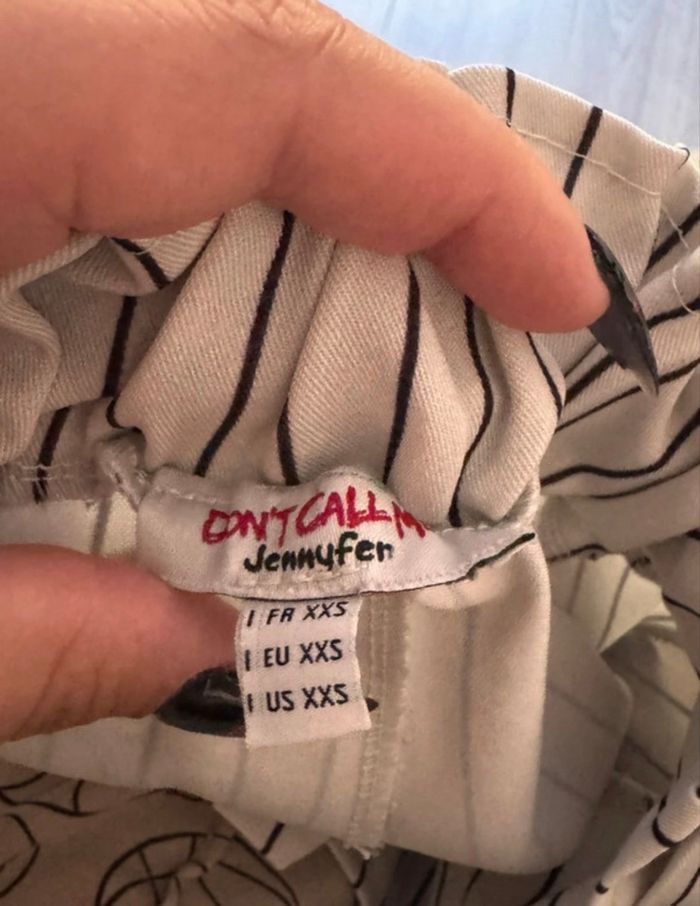 DON'T CALL M
Jennyfer
FR XXS
EU XXS
US XXS